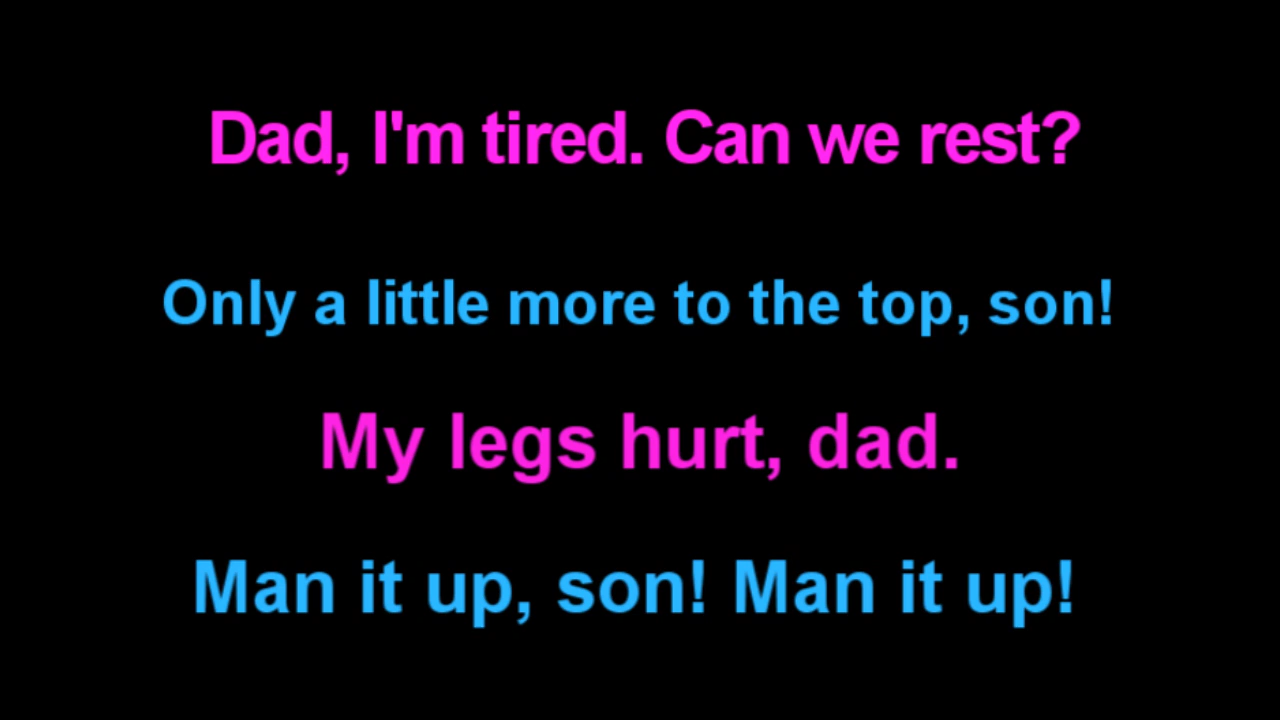 Dad, I'm tired. Can we rest?
Only a little more to the top, son!
My legs hurt, dad.
Man it up, son! Man it up!